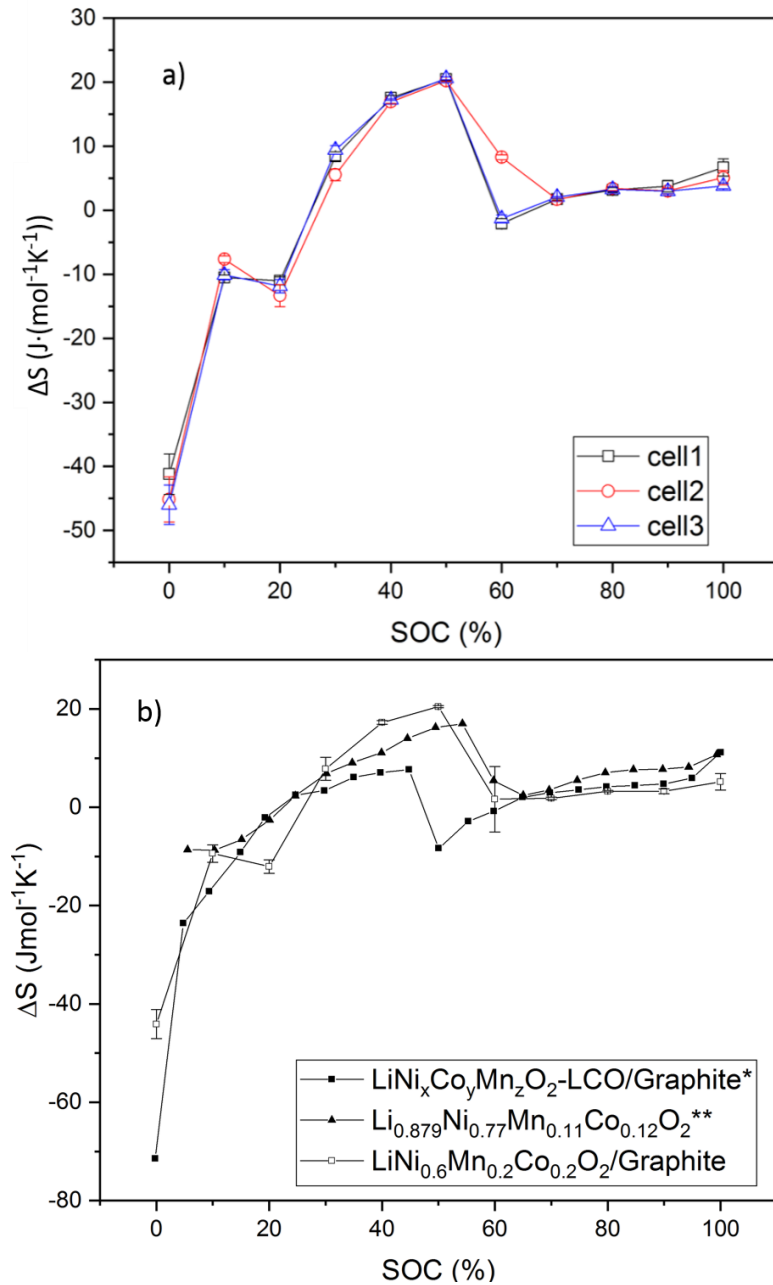 a)
30
20
10
0
-10
-20
-30
-40
-50
ΔS (J·(mol⁻¹K⁻¹)
0
20
40
60
80
100
SOC (%)
cell1
cell2
cell3
b)
20
0
-20
-40
-60
-80
ΔS (Jmol⁻¹K⁻¹)
0
20
40
60
80
100
SOC (%)
LiNiₓCoᵧMn_zO₂-LCO/Graphite*
Li₀.₈₇₉Ni₀.₇₇Mn₀.₁₁Co₀.₁₂O₂**
LiNi₀.₆Mn₀.₂Co₀.₂O₂/Graphite